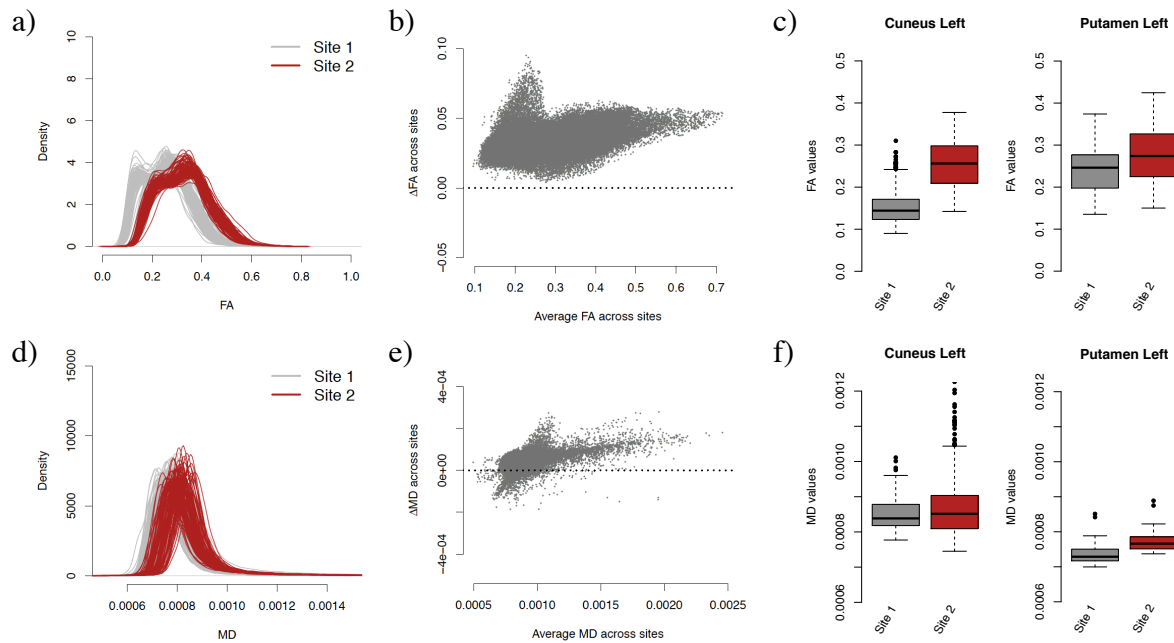 a)
10
8
6
4
2
0
Density
Site 1
Site 2
0.0 0.2 0.4 0.6 0.8 1.0
FA
b)
0.10
0.05
0.00
−0.05
ΔFA across sites
0.1 0.2 0.3 0.4 0.5 0.6 0.7
Average FA across sites
c)
Cuneus Left
0.5
0.4
0.3
0.2
0.1
0.0
FA values
Site 1
Site 2
Putamen Left
0.5
0.4
0.3
0.2
0.1
0.0
FA values
Site 1
Site 2
d)
15000
10000
5000
0
Density
Site 1
Site 2
0.0006 0.0008 0.0010 0.0012 0.0014
MD
e)
4e−04
0e+00
−4e−04
ΔMD across sites
0.0005 0.0010 0.0015 0.0020 0.0025
Average MD across sites
f)
Cuneus Left
0.0012
0.0010
0.0008
0.0006
MD values
Site 1
Site 2
Putamen Left
0.0012
0.0010
0.0008
0.0006
MD values
Site 1
Site 2